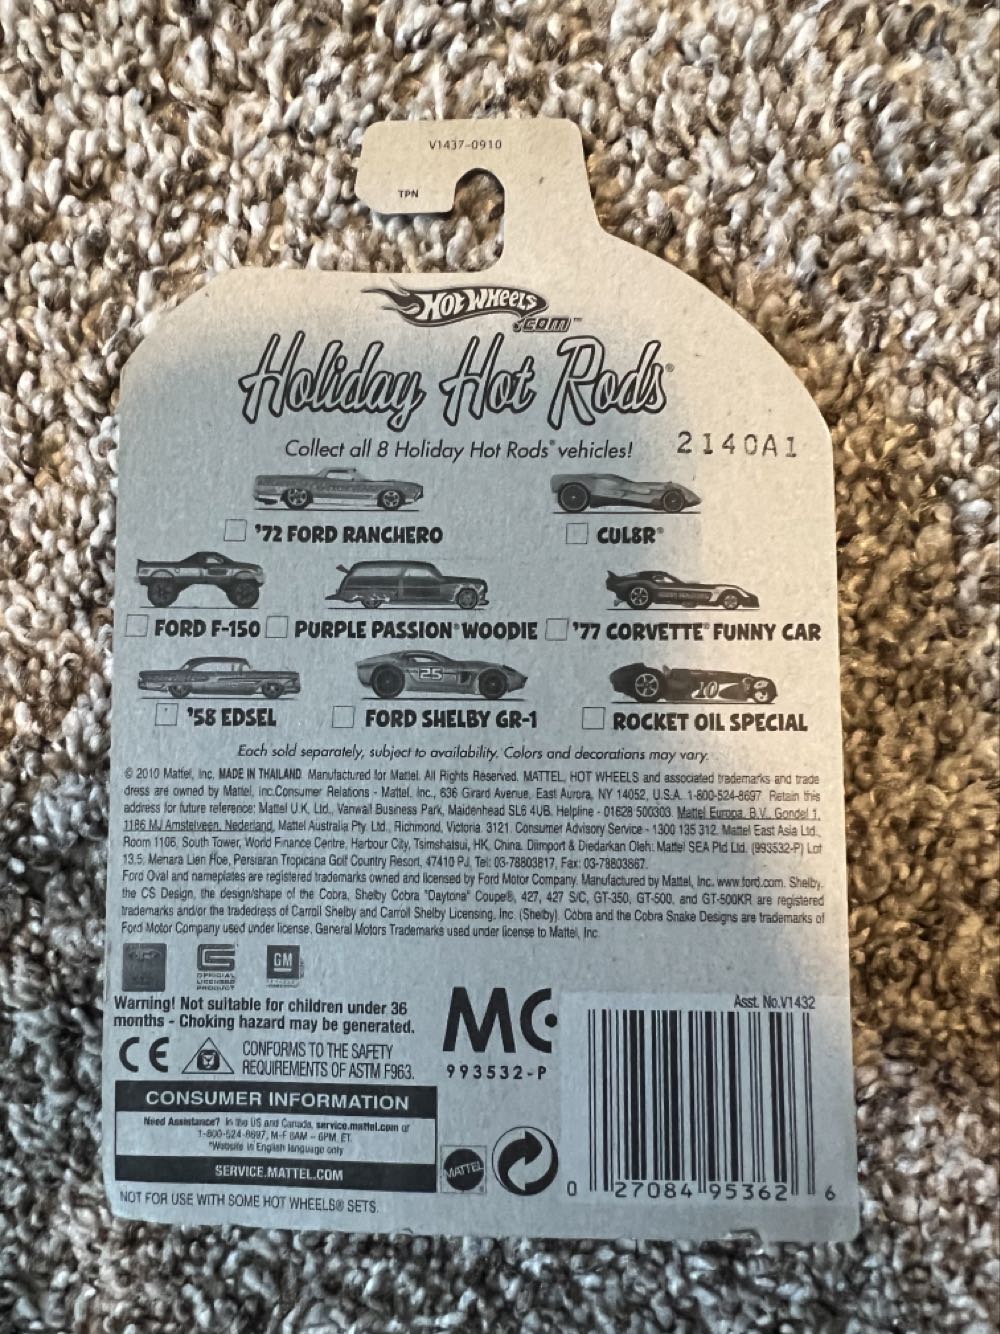 V1437-0910
TPN
HOT WHEELS
.COM™
Holiday Hot Rods®
Collect all 8 Holiday Hot Rods® vehicles!
2140A1
'72 FORD RANCHERO
CUL8R®
FORD F-150
PURPLE PASSION® WOODIE
'77 CORVETTE® FUNNY CAR
25
10
'58 EDSEL
FORD SHELBY GR-1
ROCKET OIL SPECIAL
Each sold separately, subject to availability. Colors and decorations may vary.
© 2010 Mattel, Inc. MADE IN THAILAND. Manufactured for Mattel. All Rights Reserved. MATTEL, HOT WHEELS and associated trademarks and trade
dress are owned by Mattel, Inc.Consumer Relations - Mattel, Inc., 636 Girard Avenue, East Aurora, NY 14052, U.S.A. 1-800-524-8697. Retain this
address for future reference: Mattel U.K. Ltd., Vanwall Business Park, Maidenhead SL6 4UB. Helpline - 01628 500303. Mattel Europa, B.V., Gondel 1,
1186 MJ Amstelveen, Nederland. Mattel Australia Pty. Ltd., Richmond, Victoria. 3121. Consumer Advisory Service - 1300 135 312. Mattel East Asia Ltd.,
Room 1106, South Tower, World Finance Centre, Harbour City, Tsimshatsui, HK, China. Diimport & Diedarkan Oleh: Mattel SEA Ptd Ltd. (993532-P) Lot
13.5, Menara Lien Hoe, Persiaran Tropicana Golf Country Resort, 47410 PJ. Tel: 03-78803817, Fax: 03-78803867.
Ford Oval and nameplates are registered trademarks owned and licensed by Ford Motor Company. Manufactured by Mattel, Inc. www.ford.com. Shelby,
the CS Design, the design/shape of the Cobra, Shelby Cobra "Daytona" Coupe®, 427, 427 S/C, GT-350, GT-500, and GT-500KR are registered
trademarks and/or the tradedress of Carroll Shelby and Carroll Shelby Licensing, Inc. (Shelby). Cobra and the Cobra Snake Designs are trademarks of
Ford Motor Company used under license. General Motors Trademarks used under license to Mattel, Inc.
OFFICIAL
LICENSED
PRODUCT
GM
Warning! Not suitable for children under 36
months - Choking hazard may be generated.
CE
CONFORMS TO THE SAFETY
REQUIREMENTS OF ASTM F963.
MC
993532-P
Asst. No.V1432
CONSUMER INFORMATION
Need Assistance? In the US and Canada, service.mattel.com or
1-800-524-8697, M-F 8AM – 6PM, ET.
*Website in English language only
SERVICE.MATTEL.COM
MATTEL
NOT FOR USE WITH SOME HOT WHEELS® SETS.
0 27084 95362 6